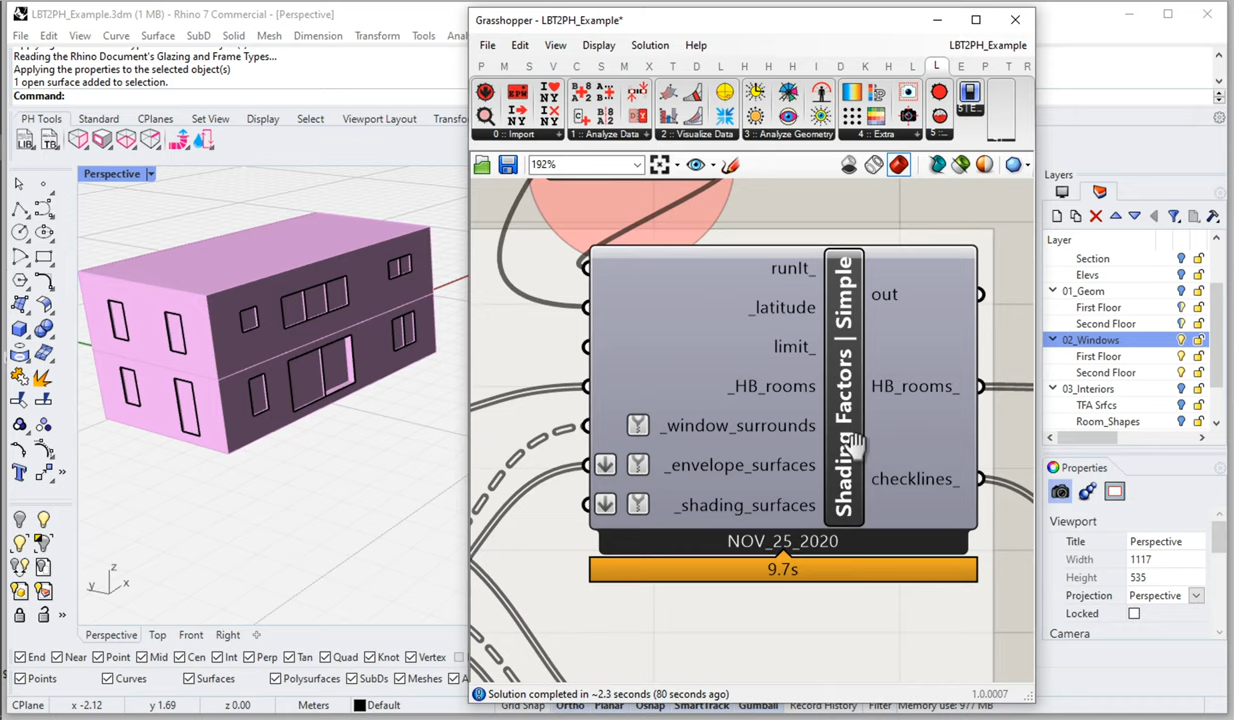 LBT2PH_Example.3dm (1 MB) - Rhino 7 Commercial - [Perspective]
File Edit View Curve Surface SubD Solid Mesh Dimension Transform Tools
Reading the Rhino Document's Glazing and Frame Types...
Applying the properties to the selected object(s)
1 open surface added to selection.
Command:
PH Tools Standard CPlanes Set View Display Select Viewport Layout
Perspective
z
y x
Perspective Top Front Right
End Near Point Mid Cen Int Perp Tan Quad Knot Vertex
Points Curves Surfaces Polysurfaces SubDs Meshes
CPlane x -2.12 y 1.69 z 0.00 Meters Default Grid Snap Ortho Planar Osnap SmartTrack Gumball Record History Filter Memory use: 977 MB
Grasshopper - LBT2PH_Example*
File Edit View Display Solution Help LBT2PH_Example
P M S V C S M X M S V T I S D K H L L E P T R
0 :: Import 1 :: Analyze Data 2 :: Visualize Data 3 :: Analyze Geometry 4 :: Extra 5 ::
192%
runIt_
_latitude
limit_
_HB_rooms
_window_surrounds
_envelope_surfaces
_shading_surfaces
Shading Factors | Simple
out
HB_rooms_
checklines_
NOV_25_2020
9.7s
Solution completed in ~2.3 seconds (80 seconds ago) 1.0.0007
Layers
Layer
Section
Elevs
01_Geom
First Floor
Second Floor
02_Windows
First Floor
Second Floor
03_Interiors
TFA Srfcs
Room_Shapes
Properties
Viewport
Title Perspective
Width 1117
Height 535
Projection Perspective
Locked
Camera